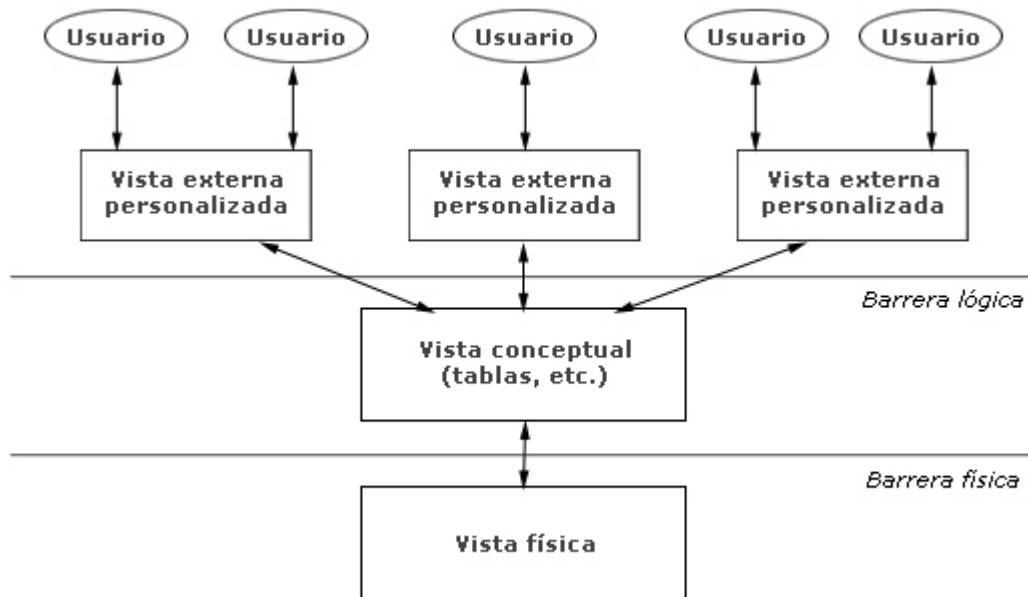 Usuario
Usuario
Usuario
Usuario
Usuario
Vista externa
personalizada
Vista externa
personalizada
Vista externa
personalizada
Barrera lógica
Vista conceptual
(tablas, etc.)
Barrera física
Vista física